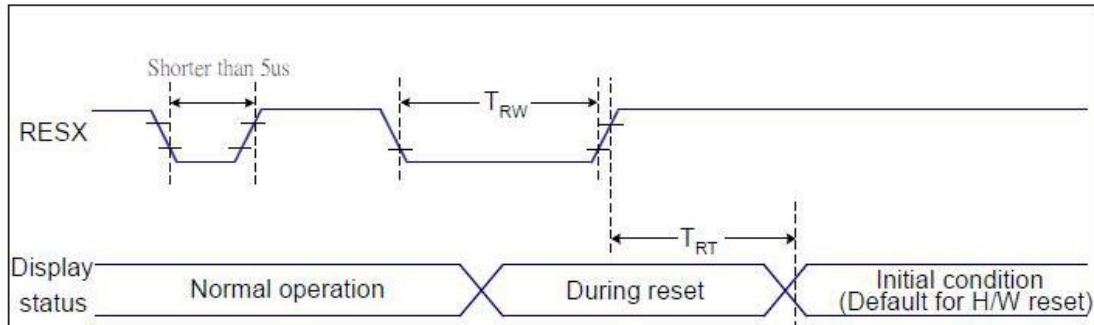 Shorter than 5us
RESX
TRW
TRT
Display
status
Normal operation
During reset
Initial condition
(Default for H/W reset)